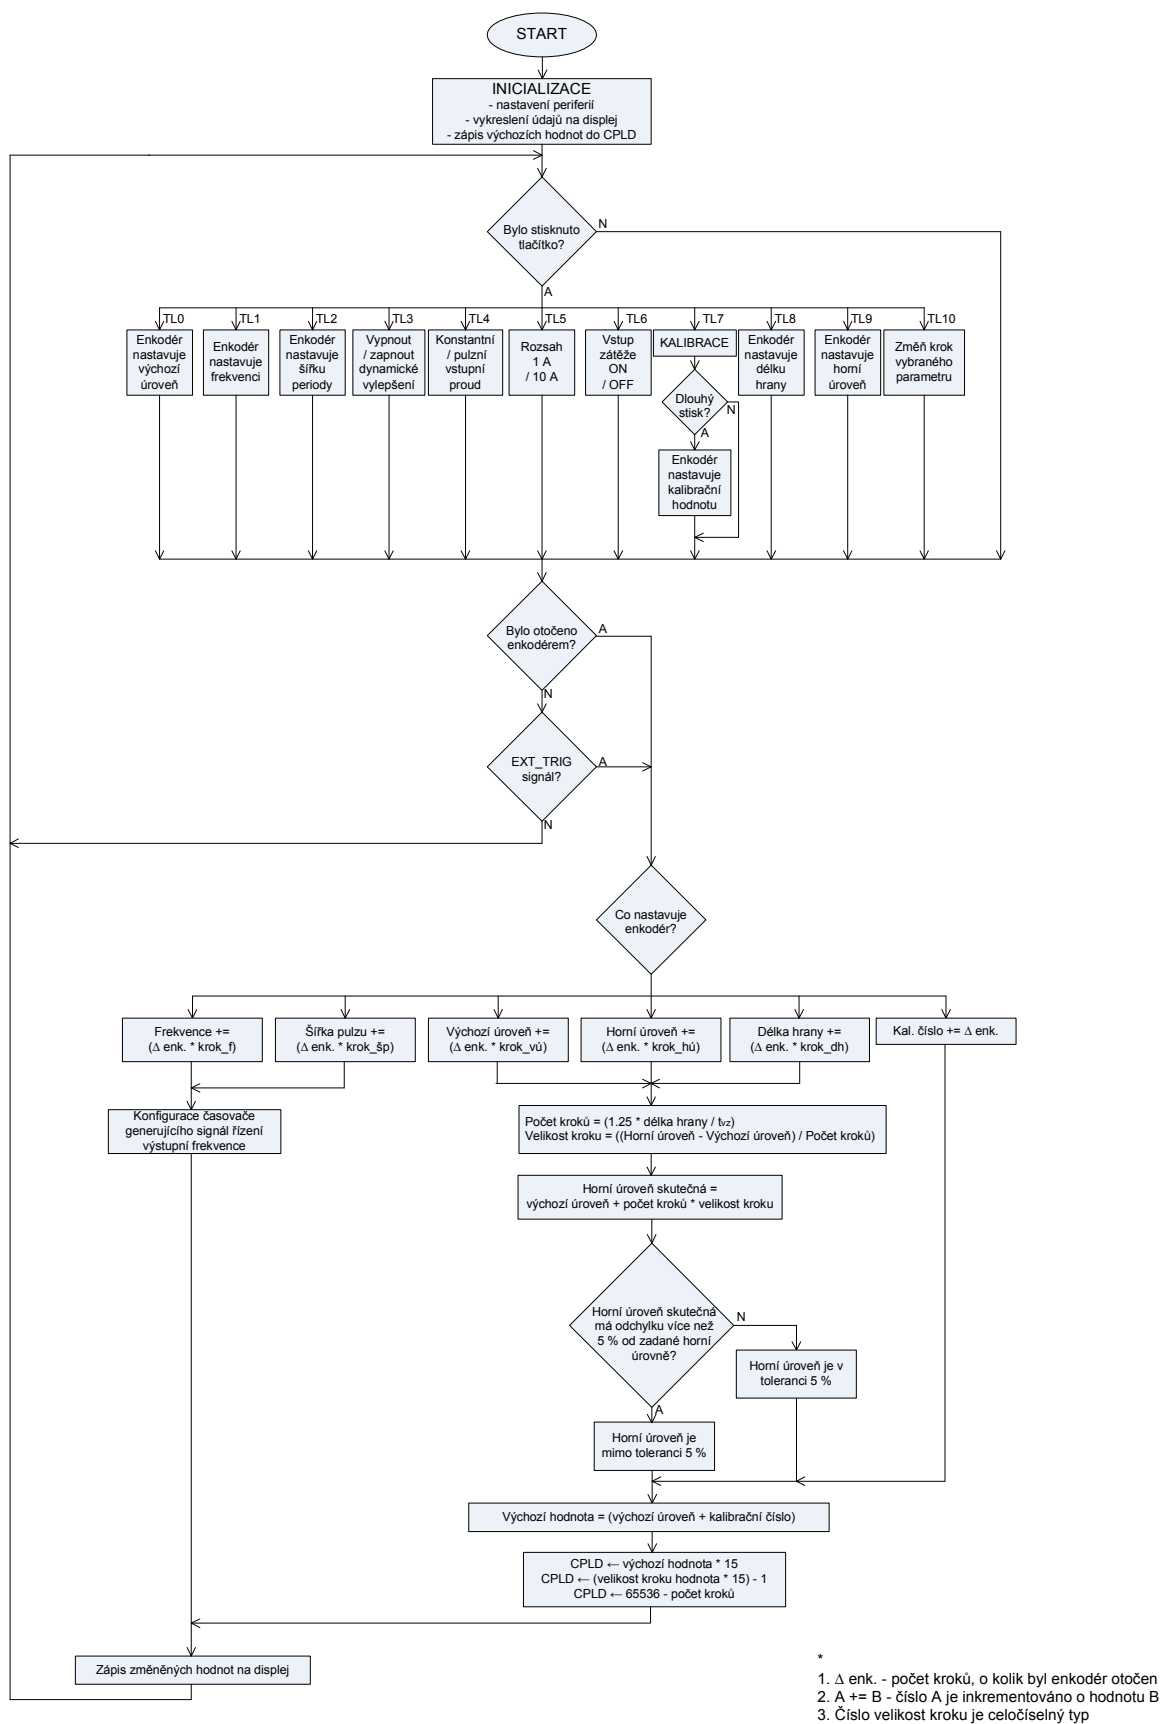 START
INICIALIZACE
- nastavení periferií
- vykreslení údajů na displej
- zápis výchozích hodnot do CPLD
Bylo stisknuto
tlačítko?
N
A
TL0
Enkodér
nastavuje
výchozí
úroveň
TL1
Enkodér
nastavuje
frekvenci
TL2
Enkodér
nastavuje
šířku
periody
TL3
Vypnout
/ zapnout
dynamické
vylepšení
TL4
Konstantní
/ pulzní
vstupní
proud
TL5
Rozsah
1 A
/ 10 A
TL6
Vstup
zátěže
ON
/ OFF
TL7
KALIBRACE
Dlouhý
stisk?
N
A
Enkodér
nastavuje
kalibrační
hodnotu
TL8
Enkodér
nastavuje
délku
hrany
TL9
Enkodér
nastavuje
horní
úroveň
TL10
Změň krok
vybraného
parametru
Bylo otočeno
enkodérem?
A
N
EXT_TRIG
signál?
A
N
Co nastavuje
enkodér?
Frekvence +=
(Δ enk. * krok_f)
Šířka pulzu +=
(Δ enk. * krok_šp)
Výchozí úroveň +=
(Δ enk. * krok_vú)
Horní úroveň +=
(Δ enk. * krok_hú)
Délka hrany +=
(Δ enk. * krok_dh)
Kal. číslo += Δ enk.
Konfigurace časovače
generujícího signál řízení
výstupní frekvence
Počet kroků = (1.25 * délka hrany / tvz)
Velikost kroku = ((Horní úroveň - Výchozí úroveň) / Počet kroků)
Horní úroveň skutečná =
výchozí úroveň + počet kroků * velikost kroku
Horní úroveň skutečná
má odchylku více než
5 % od zadané horní
úrovně?
N
A
Horní úroveň je v
toleranci 5 %
Horní úroveň je
mimo toleranci 5 %
Výchozí hodnota = (výchozí úroveň + kalibrační číslo)
CPLD ← výchozí hodnota * 15
CPLD ← (velikost kroku hodnota * 15) - 1
CPLD ← 65536 - počet kroků
Zápis změněných hodnot na displej
*
1. Δ enk. - počet kroků, o kolik byl enkodér otočen
2. A += B - číslo A je inkrementováno o hodnotu B
3. Číslo velikost kroku je celočíselný typ